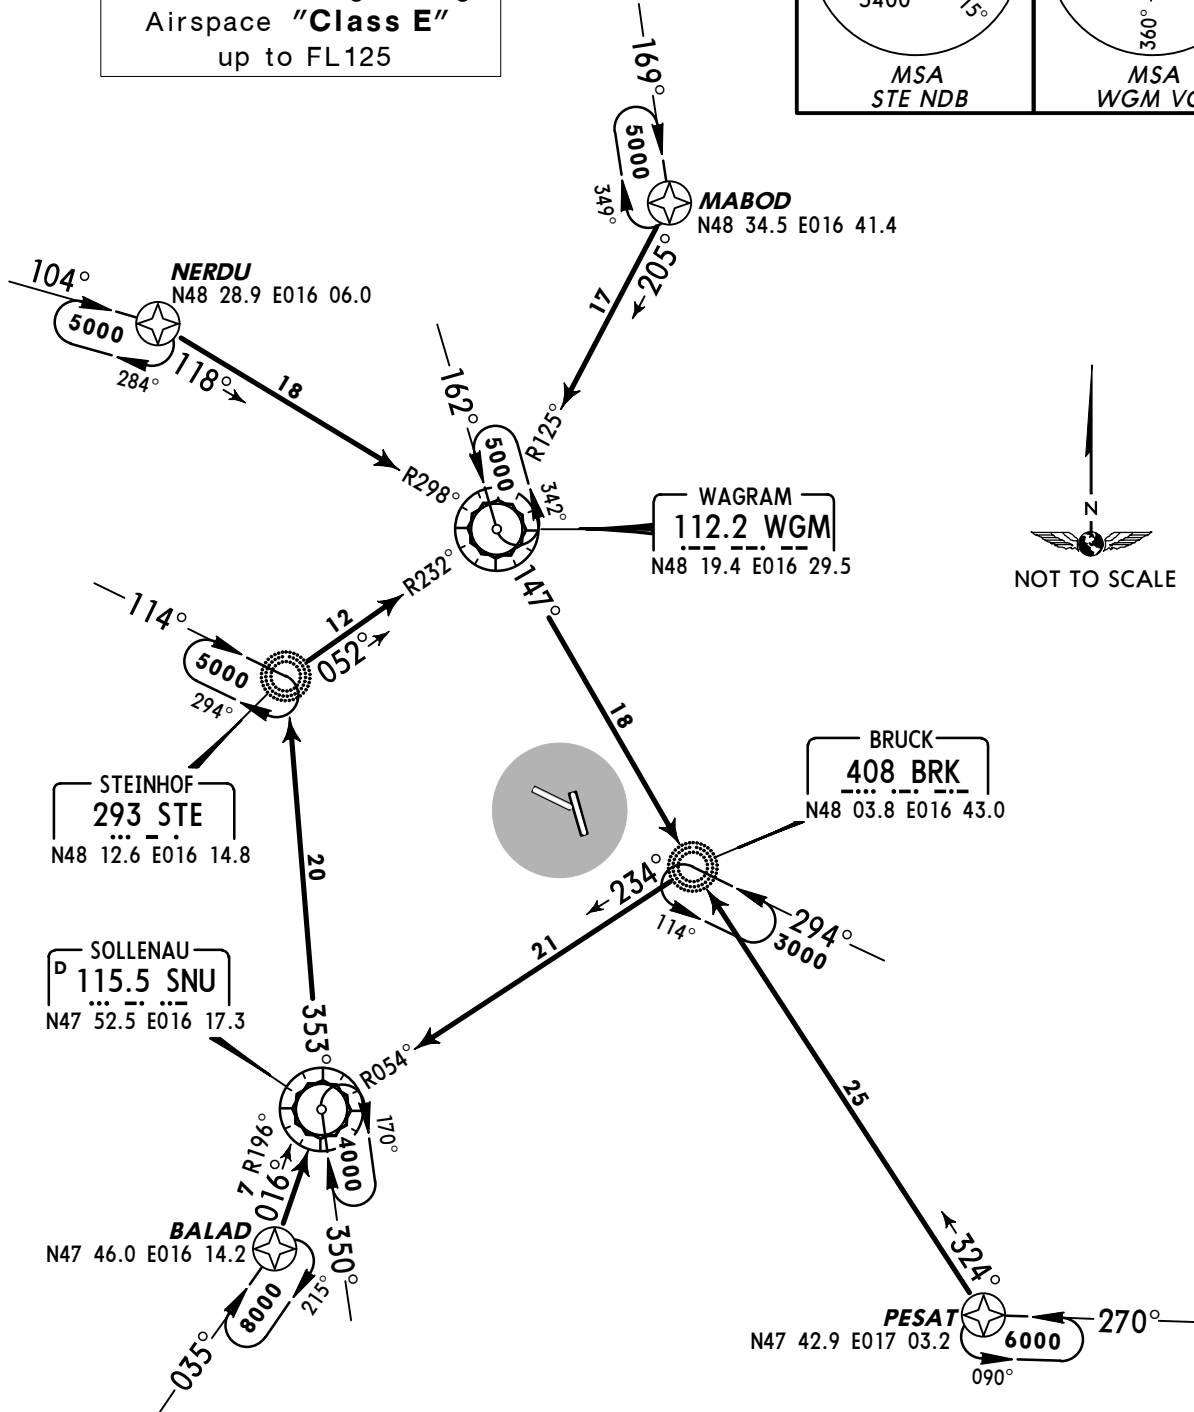 Airspace "Class E"
up to FL125
15°
360°
MSA
STE NDB
MSA
169°
5000
349°
MABOD
N48 34.5 E016 41.4
205°
17
R125°
104°
NERDU
N48 28.9 E016 06.0
5000
284°
118°
18
R298°
162°
5000
342°
WAGRAM
112.2 WGM
N48 19.4 E016 29.5
N
NOT TO SCALE
R232°
147°
12
052°
114°
5000
294°
18
STEINHOF
293 STE
N48 12.6 E016 14.8
BRUCK
408 BRK
N48 03.8 E016 43.0
20
234°
114°
294°
3000
21
SOLLENAU
D 115.5 SNU
N47 52.5 E016 17.3
353°
R054°
25
170°
4000
7 R196°
016°
BALAD
N47 46.0 E016 14.2
350°
8000
215°
035°
324°
PESAT
N47 42.9 E017 03.2
270°
6000
090°